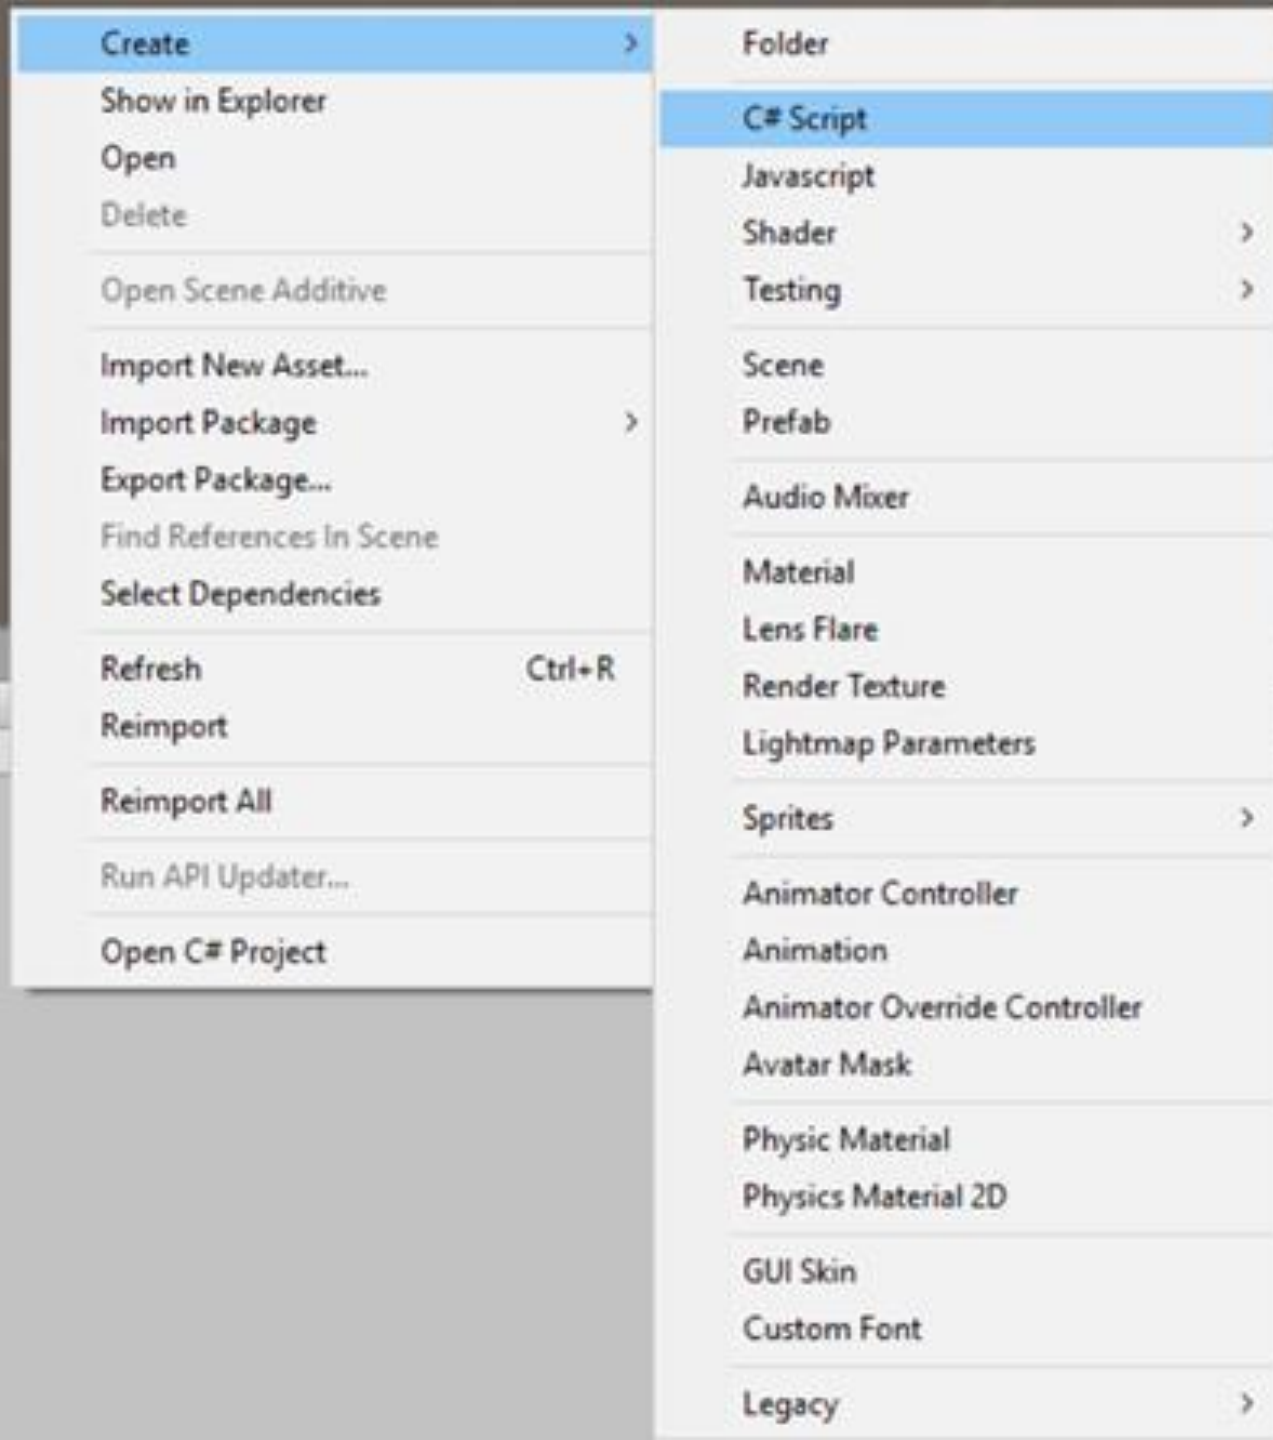 Create
Show in Explorer
Open
Delete
Open Scene Additive
Import New Asset...
Import Package
Export Package...
Find References In Scene
Select Dependencies
Refresh Ctrl+R
Reimport
Reimport All
Run API Updater...
Open C# Project
Folder
C# Script
Javascript
Shader
Testing
Scene
Prefab
Audio Mixer
Material
Lens Flare
Render Texture
Lightmap Parameters
Sprites
Animator Controller
Animation
Animator Override Controller
Avatar Mask
Physic Material
Physics Material 2D
GUI Skin
Custom Font
Legacy